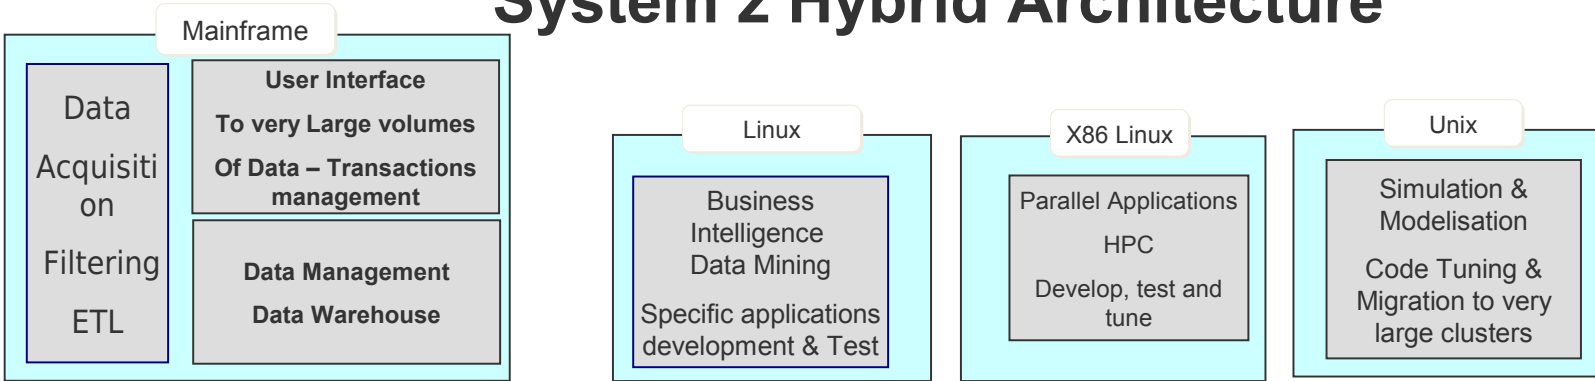 System z Hybrid Architecture
Mainframe
Data
Acquisiti
on
Filtering
ETL
User Interface
To very Large volumes
Of Data – Transactions
management
Data Management
Data Warehouse
Linux
Business
Intelligence
Data Mining
Specific applications
development & Test
X86 Linux
Parallel Applications
HPC
Develop, test and
tune
Unix
Simulation &
Modelisation
Code Tuning &
Migration to very
large clusters